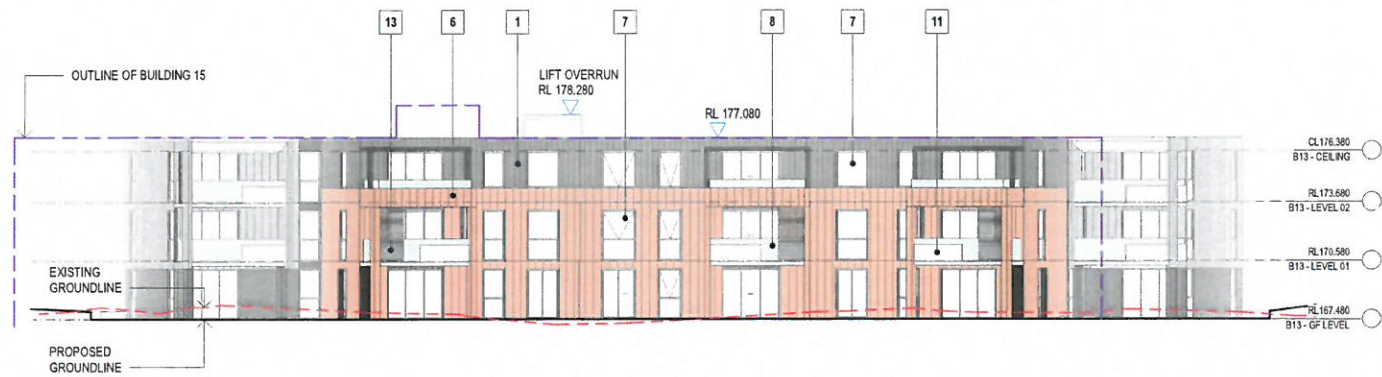 13
6
1
7
8
7
11
OUTLINE OF BUILDING 15
LIFT OVERRUN
RL 178.280
RL 177.080
CL176.380
B13 - CEILING
RL173.680
B13 - LEVEL 02
RL170.580
B13 - LEVEL 01
EXISTING
GROUNDLINE
RL167.480
B13 - GF LEVEL
PROPOSED
GROUNDLINE